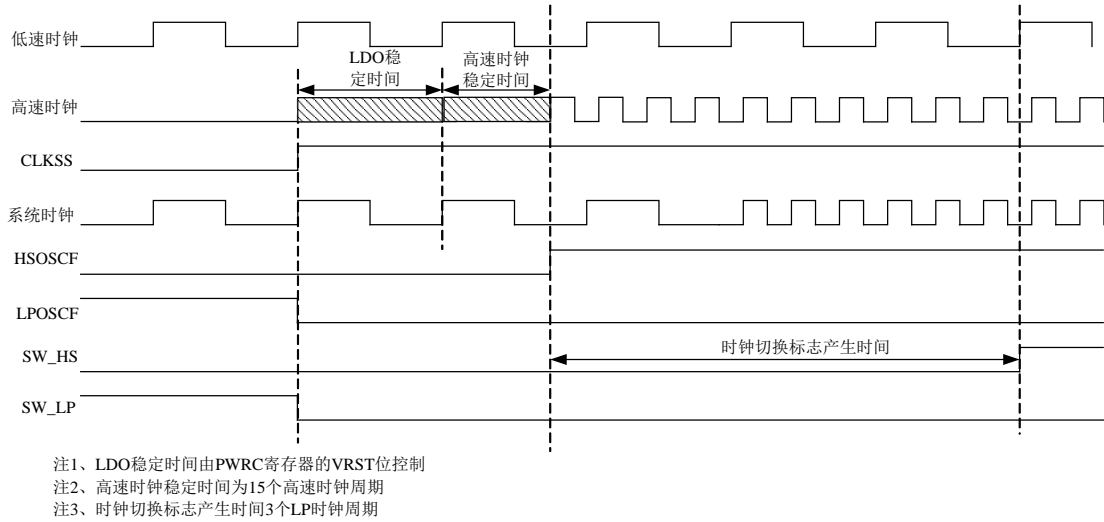 低速时钟
LDO稳
定时间
高速时钟
稳定时间
高速时钟
CLKSS
系统时钟
HSOSCF
LPOSCF
SW_HS
时钟切换标志产生时间
SW_LP
注1、LDO稳定时间由PWRC寄存器的VRST位控制
注2、高速时钟稳定时间为15个高速时钟周期
注3、时钟切换标志产生时间3个LP时钟周期